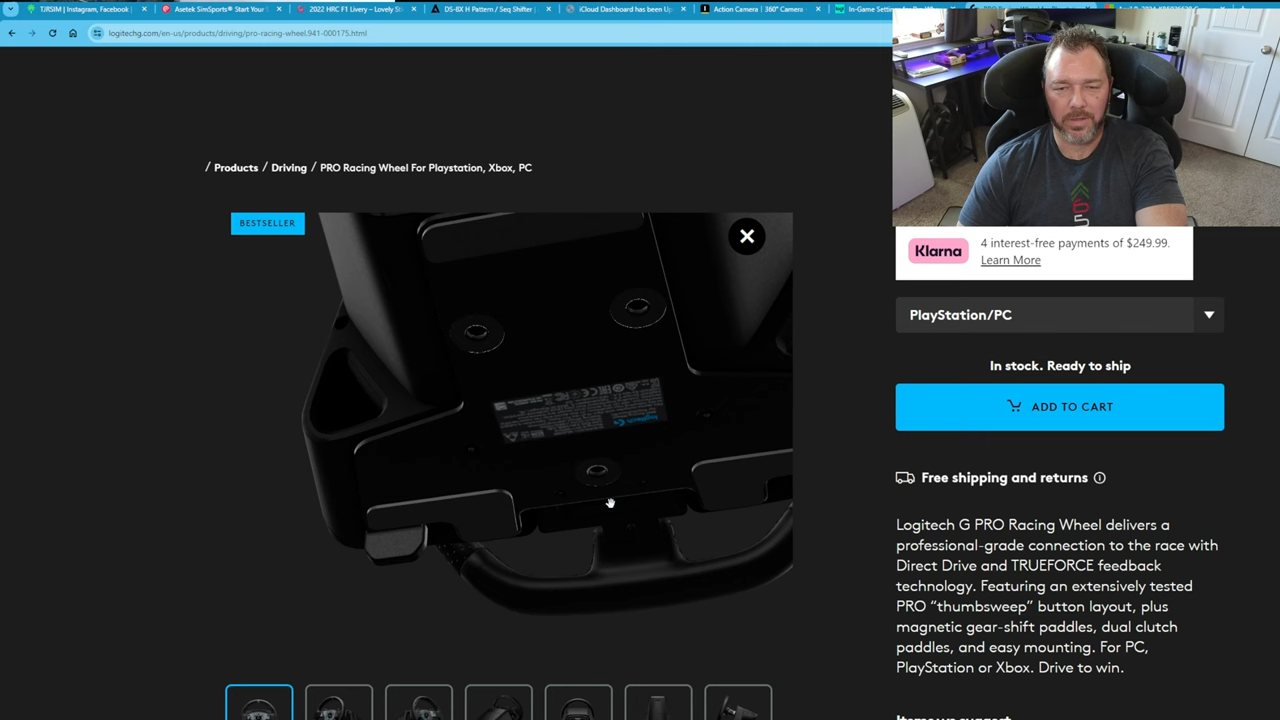 TJRSIM | Instagram, Facebook |
Asetek SimSports® Start Your S
2022 HRC F1 Livery – Lovely St
DS-8X H Pattern / Seq Shifter |
iCloud Dashboard has been Up
Action Camera | 360° Camera
logitechg.com/en-us/products/driving/pro-racing-wheel.941-000175.html
/ Products / Driving / PRO Racing Wheel For Playstation, Xbox, PC
BESTSELLER
Klarna
4 interest-free payments of $249.99.
Learn More
PlayStation/PC
In stock. Ready to ship
ADD TO CART
Free shipping and returns
Logitech G PRO Racing Wheel delivers a
professional-grade connection to the race with
Direct Drive and TRUEFORCE feedback
technology. Featuring an extensively tested
PRO “thumbsweep” button layout, plus
magnetic gear-shift paddles, dual clutch
paddles, and easy mounting. For PC,
PlayStation or Xbox. Drive to win.
Items we suggest